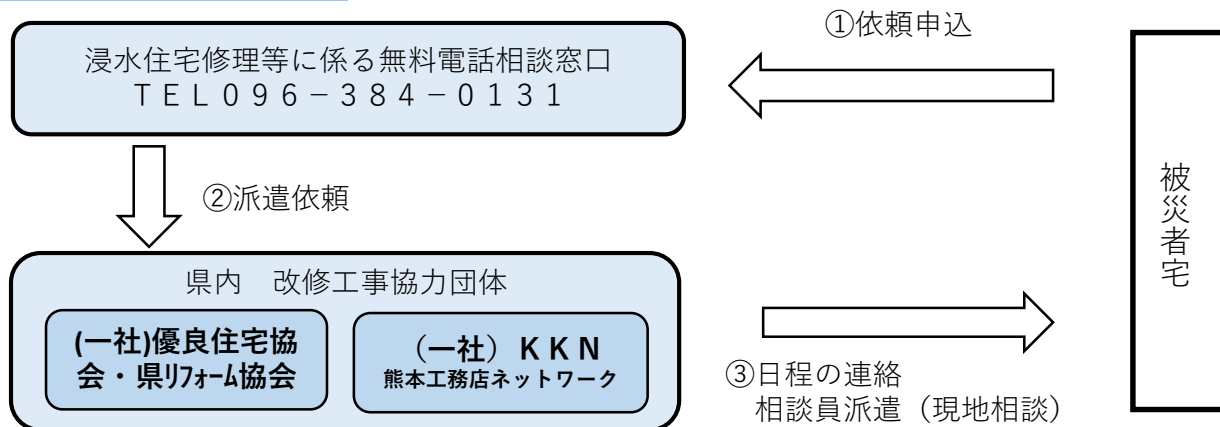 ①依頼申込
浸水住宅修理等に係る無料電話相談窓口
ＴＥＬ０９６－３８４－０１３１
②派遣依頼
被災者宅
県内　改修工事協力団体
(一社)優良住宅協
会・県ﾘﾌｫｰﾑ協会
（一社）ＫＫＮ
熊本工務店ネットワーク
③日程の連絡
相談員派遣（現地相談）